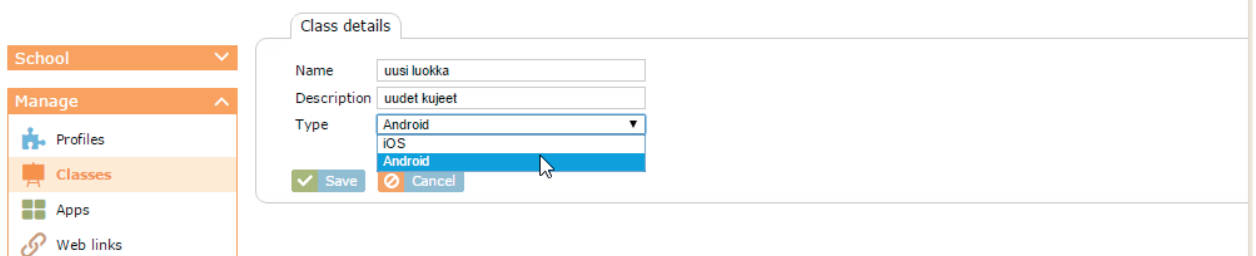 School
Manage
Profiles
Classes
Apps
Web links
Class details
Name uusi luokka
Description uudet kujeet
Type Android
iOS
Android
Save Cancel